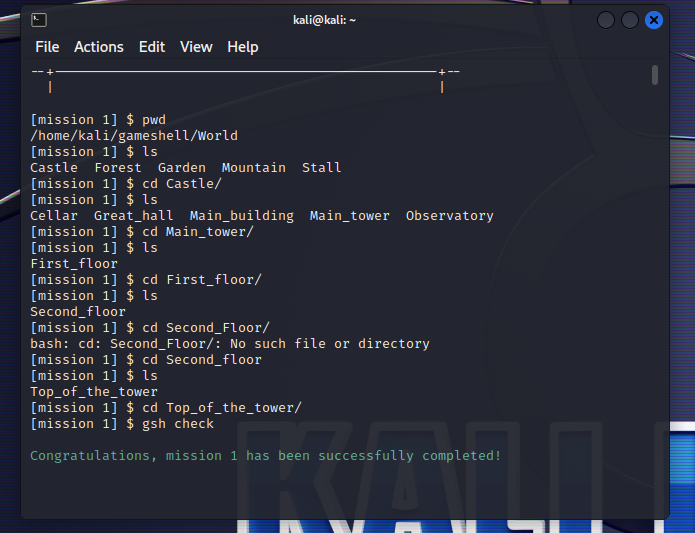 kali@kali: ~
File Actions Edit View Help
[mission 1] $ pwd
/home/kali/gameshell/World
[mission 1] $ ls
Castle  Forest  Garden  Mountain  Stall
[mission 1] $ cd Castle/
[mission 1] $ ls
Cellar  Great_hall  Main_building  Main_tower  Observatory
[mission 1] $ cd Main_tower/
[mission 1] $ ls
First_floor
[mission 1] $ cd First_floor/
[mission 1] $ ls
Second_floor
[mission 1] $ cd Second_Floor/
bash: cd: Second_Floor/: No such file or directory
[mission 1] $ cd Second_floor
[mission 1] $ ls
Top_of_the_tower
[mission 1] $ cd Top_of_the_tower/
[mission 1] $ gsh check
Congratulations, mission 1 has been successfully completed!
KALI